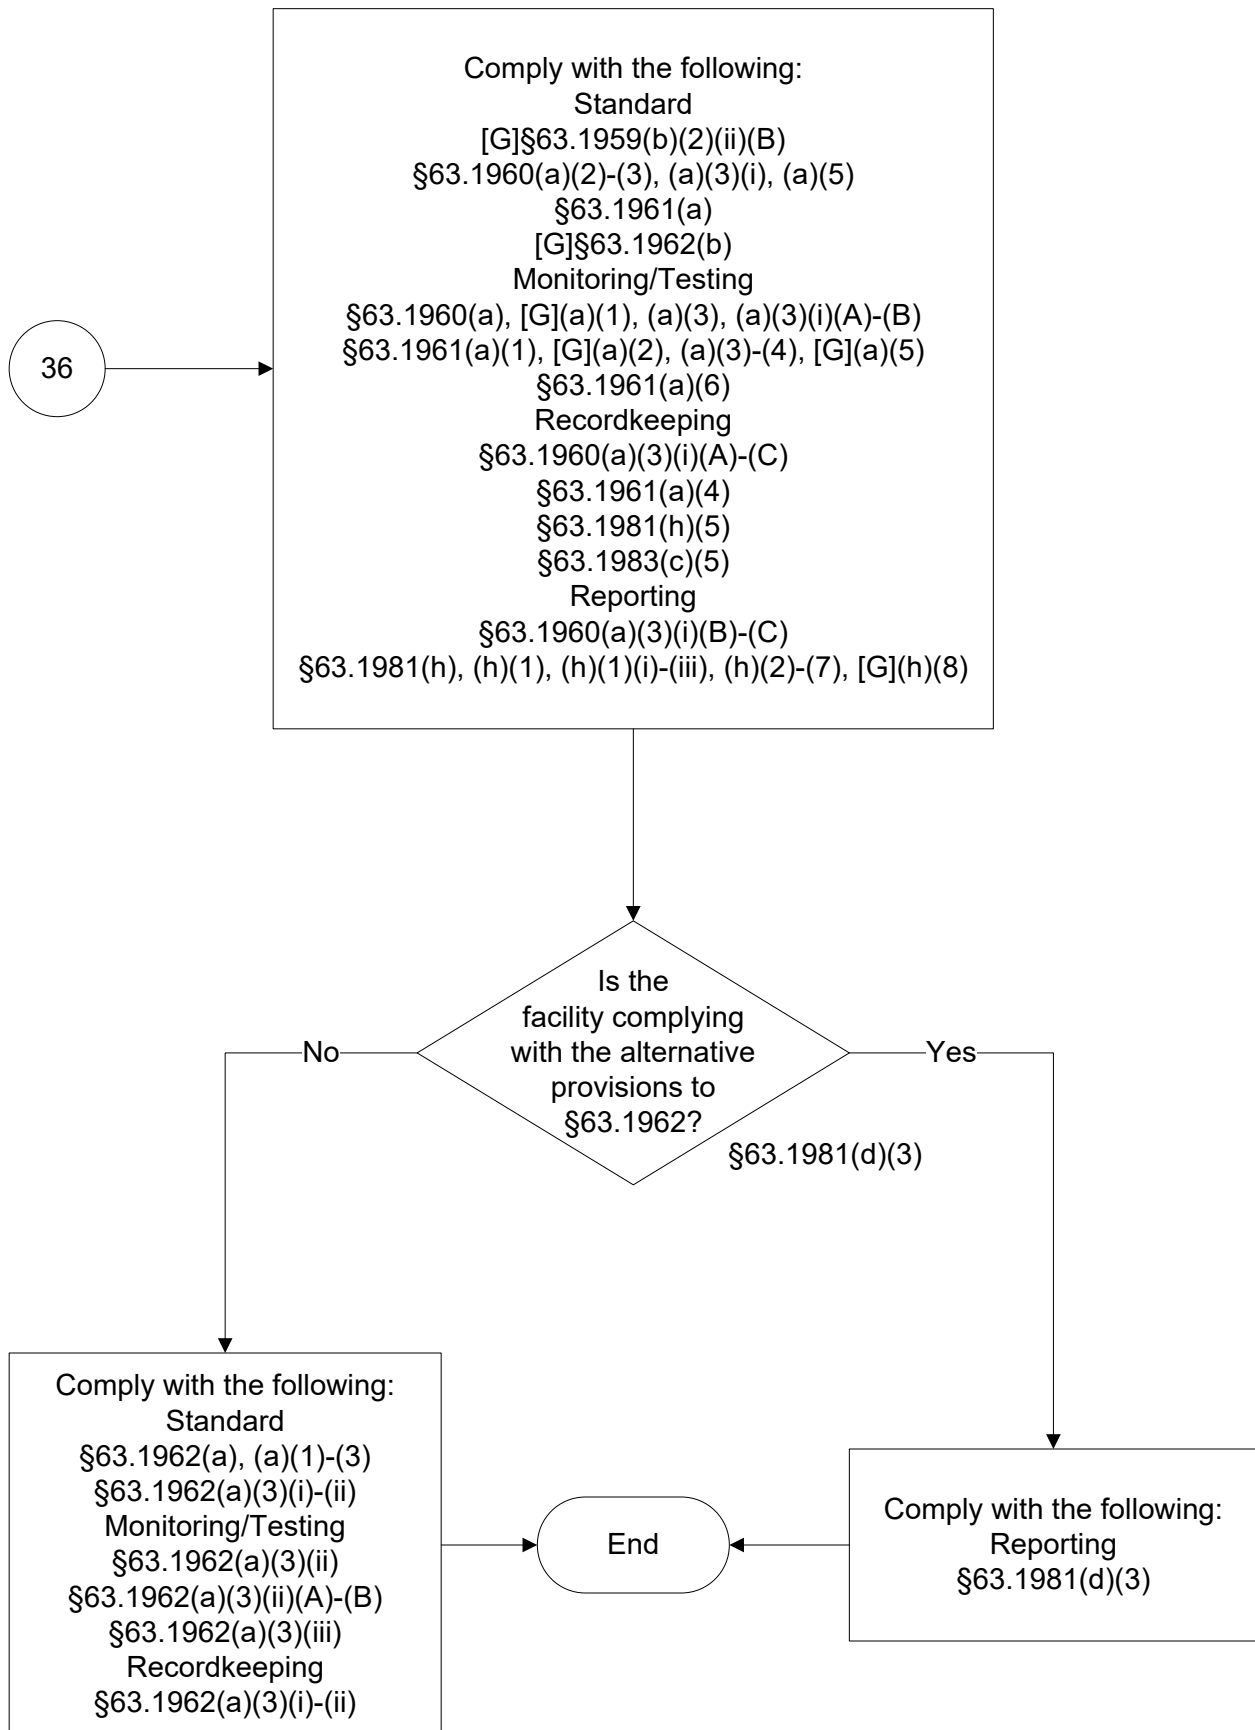 Comply with the following:
Standard
[G]§63.1959(b)(2)(ii)(B)
§63.1960(a)(2)-(3), (a)(3)(i), (a)(5)
§63.1961(a)
[G]§63.1962(b)
Monitoring/Testing
§63.1960(a), [G](a)(1), (a)(3), (a)(3)(i)(A)-(B)
§63.1961(a)(1), [G](a)(2), (a)(3)-(4), [G](a)(5)
§63.1961(a)(6)
Recordkeeping
§63.1960(a)(3)(i)(A)-(C)
§63.1961(a)(4)
§63.1981(h)(5)
§63.1983(c)(5)
Reporting
§63.1960(a)(3)(i)(B)-(C)
§63.1981(h), (h)(1), (h)(1)(i)-(iii), (h)(2)-(7), [G](h)(8)
36
Is the
facility complying
with the alternative
provisions to
§63.1962?
§63.1981(d)(3)
No
Yes
Comply with the following:
Standard
§63.1962(a), (a)(1)-(3)
§63.1962(a)(3)(i)-(ii)
Monitoring/Testing
§63.1962(a)(3)(ii)
§63.1962(a)(3)(ii)(A)-(B)
§63.1962(a)(3)(iii)
Recordkeeping
§63.1962(a)(3)(i)-(ii)
End
Comply with the following:
Reporting
§63.1981(d)(3)